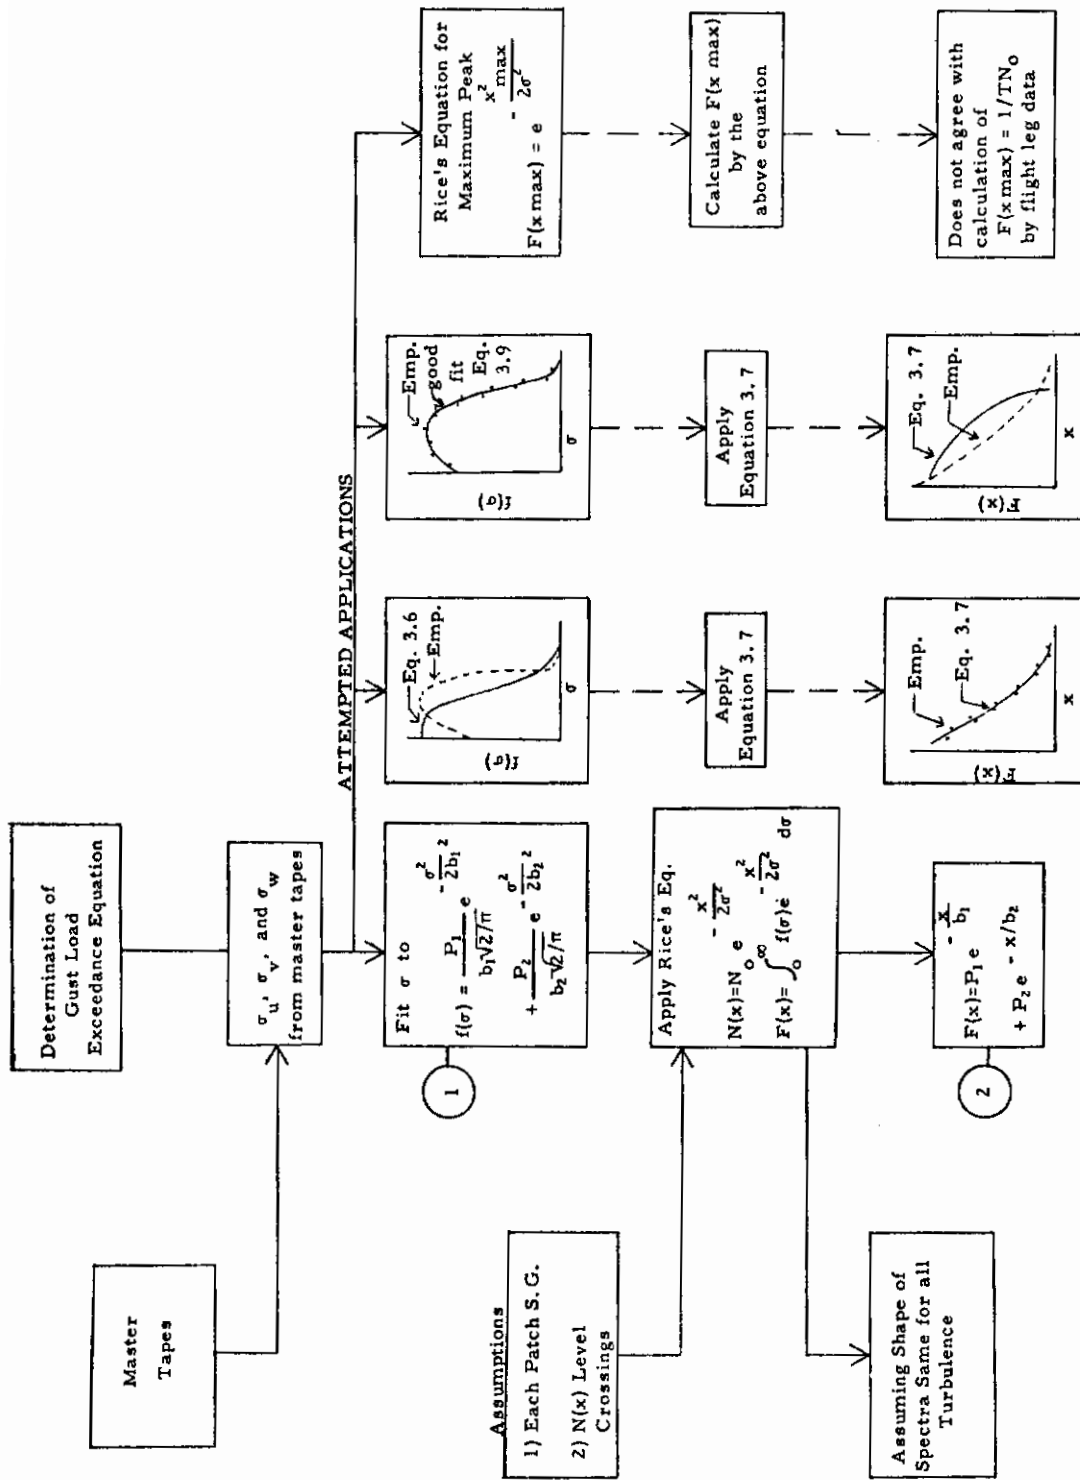 Determination of
Gust Load
Exceedance Equation
Master
Tapes
σu, σv, and σw
from master tapes
ATTEMPTED APPLICATIONS
1
Fit σ to
f(σ) = P1/(b1√2/π) e^-σ²/2b1²
+ P2/(b2√2/π) e^-σ²/2b2²
Eq. 3.6
Emp.
f(σ)
σ
Emp.
good
fit
Eq.
3.9
f(σ)
σ
Rice's Equation for
Maximum Peak
F(x max) = e^-x² max/2σ²
Assumptions
1) Each Patch S.G.
2) N(x) Level
Crossings
Apply Rice's Eq.
N(x)=N₀ e^-x²/2σ²
F(x)=∫₀^∞ f(σ)e^-x²/2σ² dσ
Apply
Equation 3.7
Apply
Equation 3.7
Calculate F(x max)
by the
above equation
Assuming Shape of
Spectra Same for all
Turbulence
2
F(x)=P1 e^-x/b1
+ P2 e^-x/b2
Emp.
Eq. 3.7
F(x)
x
Eq. 3.7
Emp.
F(x)
x
Does not agree with
calculation of
F(x max) = 1/TN₀
by flight leg data